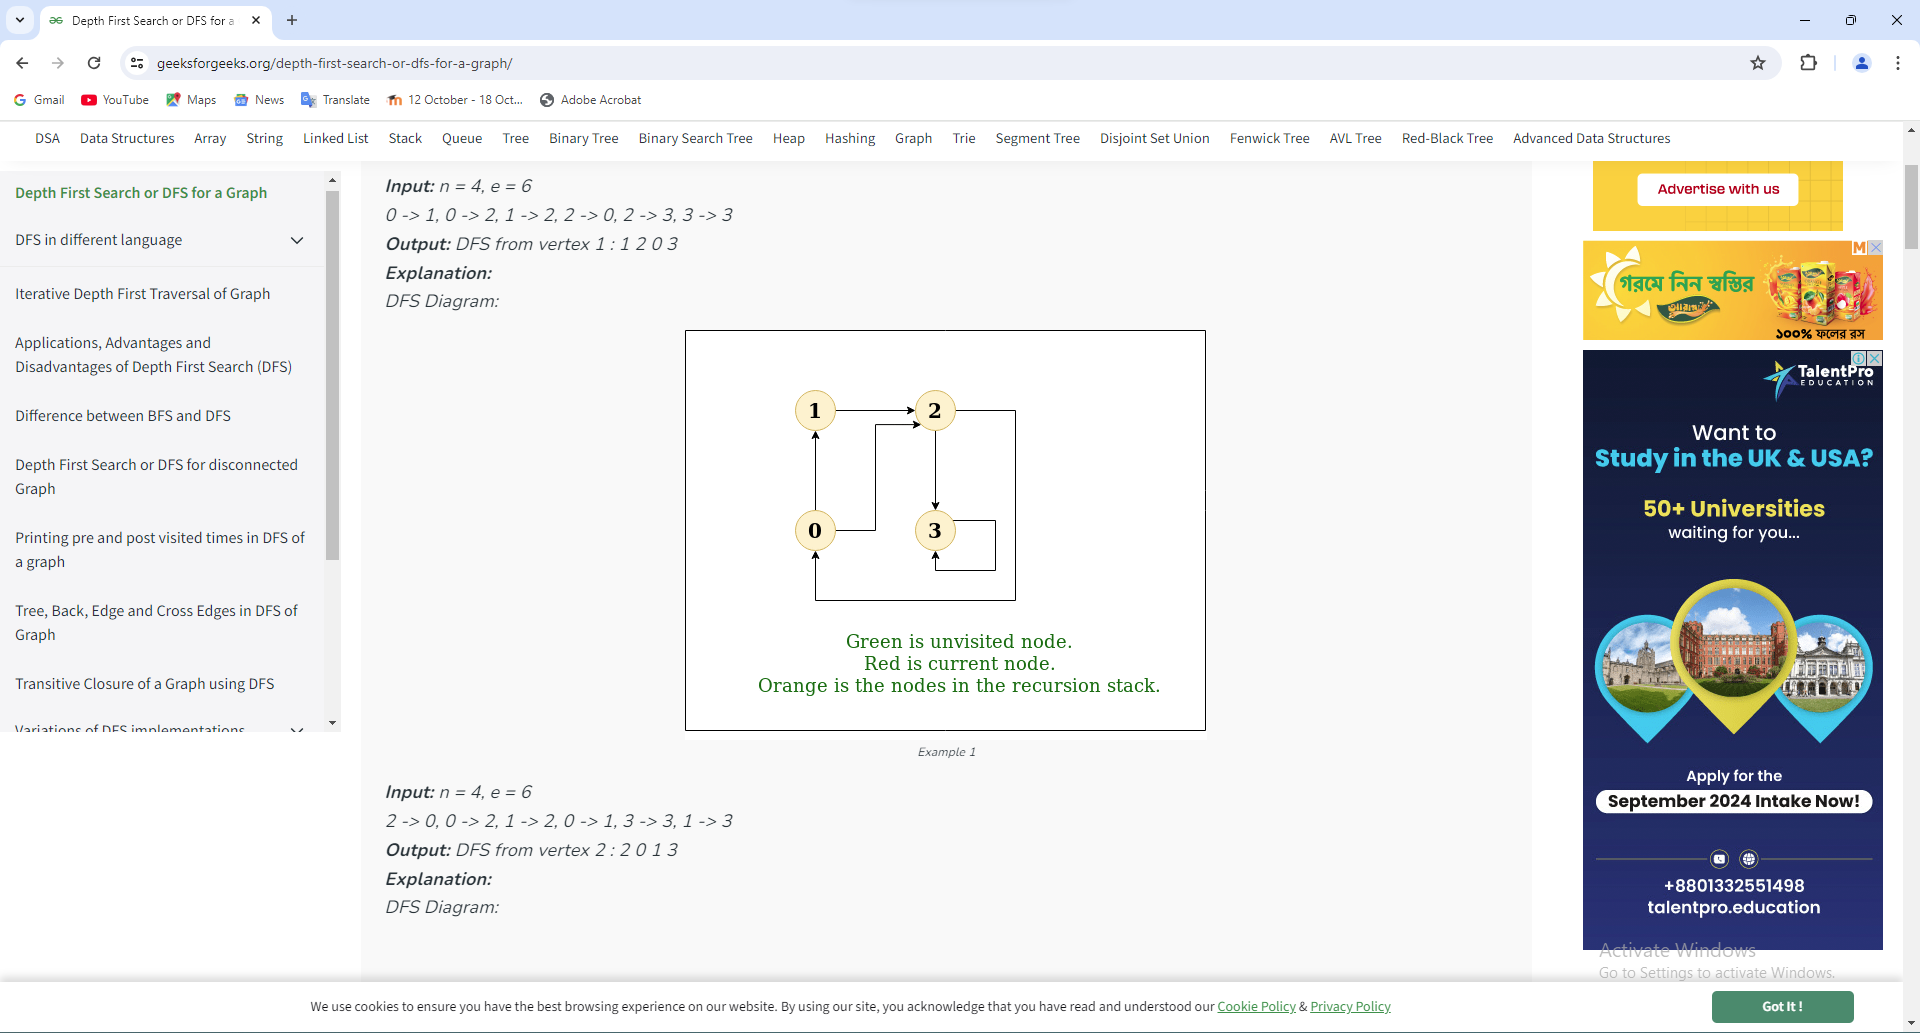 Depth First Search or DFS for a
geeksforgeeks.org/depth-first-search-or-dfs-for-a-graph/
Gmail YouTube Maps News Translate 12 October - 18 Oct... Adobe Acrobat
DSA Data Structures Array String Linked List Stack Queue Tree Binary Tree Binary Search Tree Heap Hashing Graph Trie Segment Tree Disjoint Set Union Fenwick Tree AVL Tree Red-Black Tree Advanced Data Structures
Depth First Search or DFS for a Graph
DFS in different language
Iterative Depth First Traversal of Graph
Applications, Advantages and
Disadvantages of Depth First Search (DFS)
Difference between BFS and DFS
Depth First Search or DFS for disconnected
Graph
Printing pre and post visited times in DFS of
a graph
Tree, Back, Edge and Cross Edges in DFS of
Graph
Transitive Closure of a Graph using DFS
Variations of DFS implementations
Input: n = 4, e = 6
0 -> 1, 0 -> 2, 1 -> 2, 2 -> 0, 2 -> 3, 3 -> 3
Output: DFS from vertex 1 : 1 2 0 3
Explanation:
DFS Diagram:
1 2
0 3
Green is unvisited node.
Red is current node.
Orange is the nodes in the recursion stack.
Example 1
Input: n = 4, e = 6
2 -> 0, 0 -> 2, 1 -> 2, 0 -> 1, 3 -> 3, 1 -> 3
Output: DFS from vertex 2 : 2 0 1 3
Explanation:
DFS Diagram:
Advertise with us
M
গরমে নিন স্বস্তির
১০০% ফলের রস
TalentPro
EDUCATION
Want to
Study in the UK & USA?
50+ Universities
waiting for you...
Apply for the
September 2024 Intake Now!
+8801332551498
talentpro.education
Activate Windows
Go to Settings to activate Windows.
We use cookies to ensure you have the best browsing experience on our website. By using our site, you acknowledge that you have read and understood our Cookie Policy & Privacy Policy
Got It !